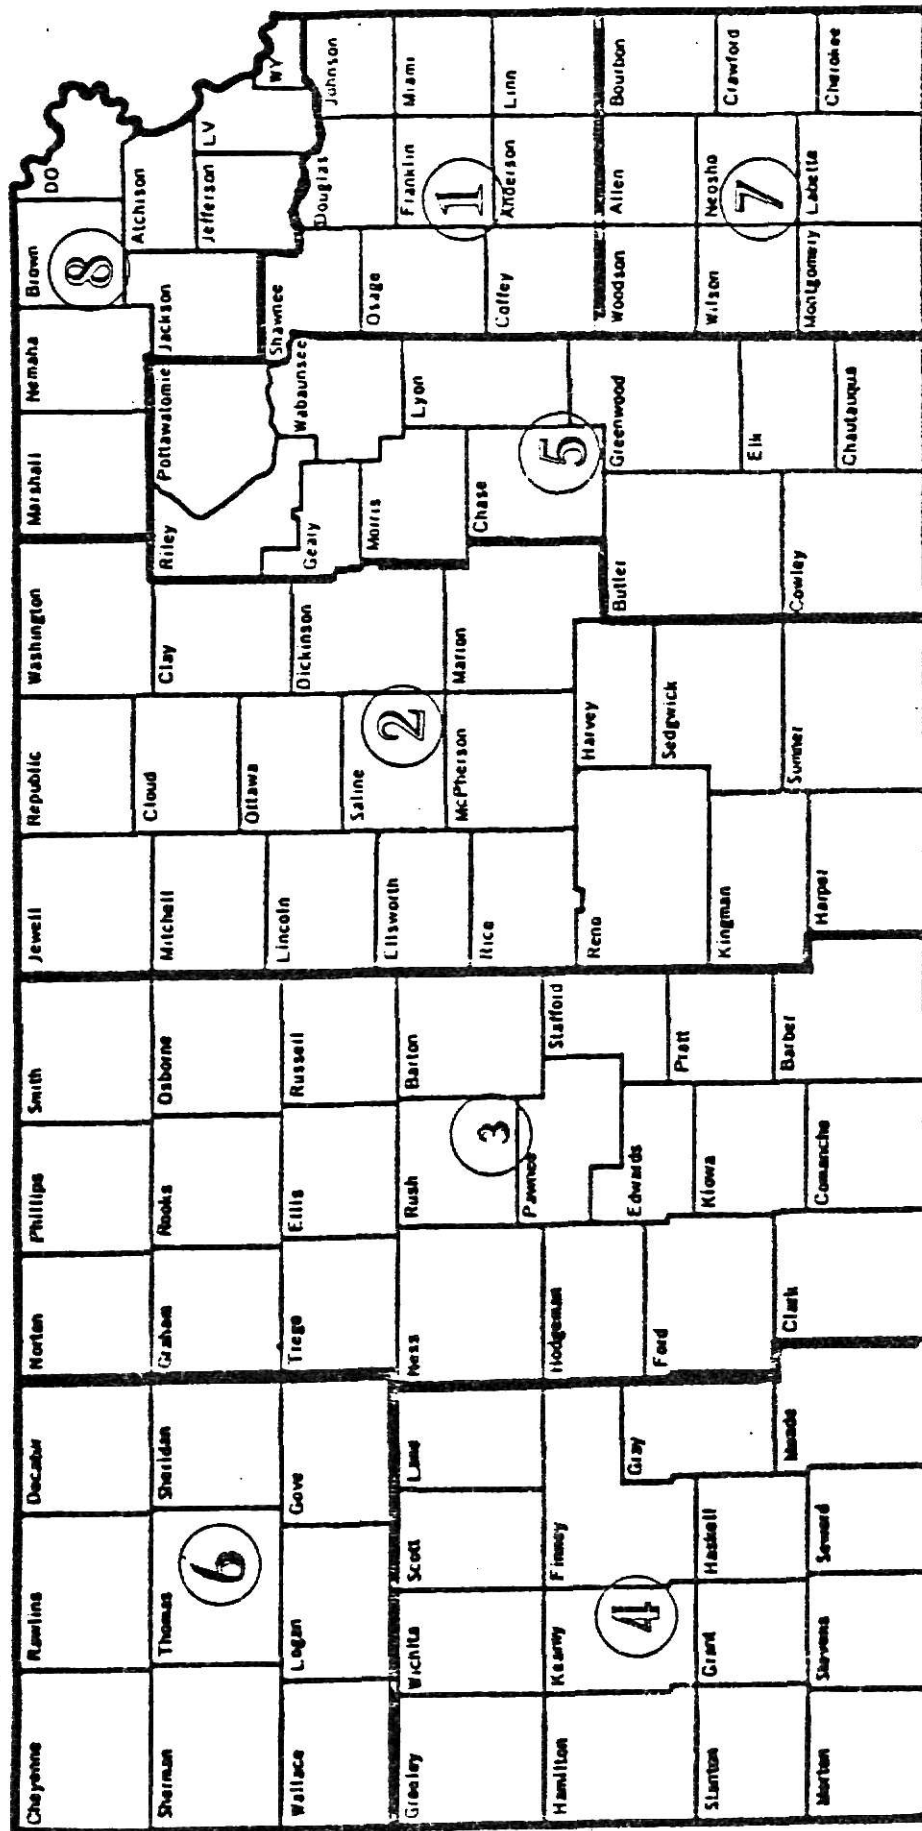 Cheyenne
Rawlins
Decatur
Norton
Phillips
Smith
Jewell
Republic
Washington
Marshall
Nemaha
Brown
DO
8
Atchison
Sherman
Thomas
Sheridan
Graham
Rooks
Osborne
Mitchell
Cloud
Clay
Riley
Pottawatomie
Jackson
Jefferson
LV
WY
6
Wallace
Logan
Gove
Trego
Ellis
Russell
Lincoln
Ottawa
Dickinson
Geary
Wabaunsee
Shawnee
Douglas
Johnson
Greeley
Wichita
Scott
Lane
Ness
Rush
Barton
Ellsworth
Saline
2
Morris
Lyon
Osage
Franklin
Miami
1
3
Rice
McPherson
Marion
Chase
5
Coffey
Anderson
Linn
Hamilton
Kearny
Finney
Hodgeman
Pawnee
Stafford
Reno
Harvey
Butler
Greenwood
Woodson
Allen
Bourbon
4
Gray
Ford
Edwards
Sedgwick
Stanton
Grant
Haskell
Kiowa
Pratt
Kingman
Elk
Wilson
Neosho
Crawford
7
Morton
Stevens
Seward
Meade
Clark
Comanche
Barber
Harper
Sumner
Cowley
Chautauqua
Montgomery
Labette
Cherokee